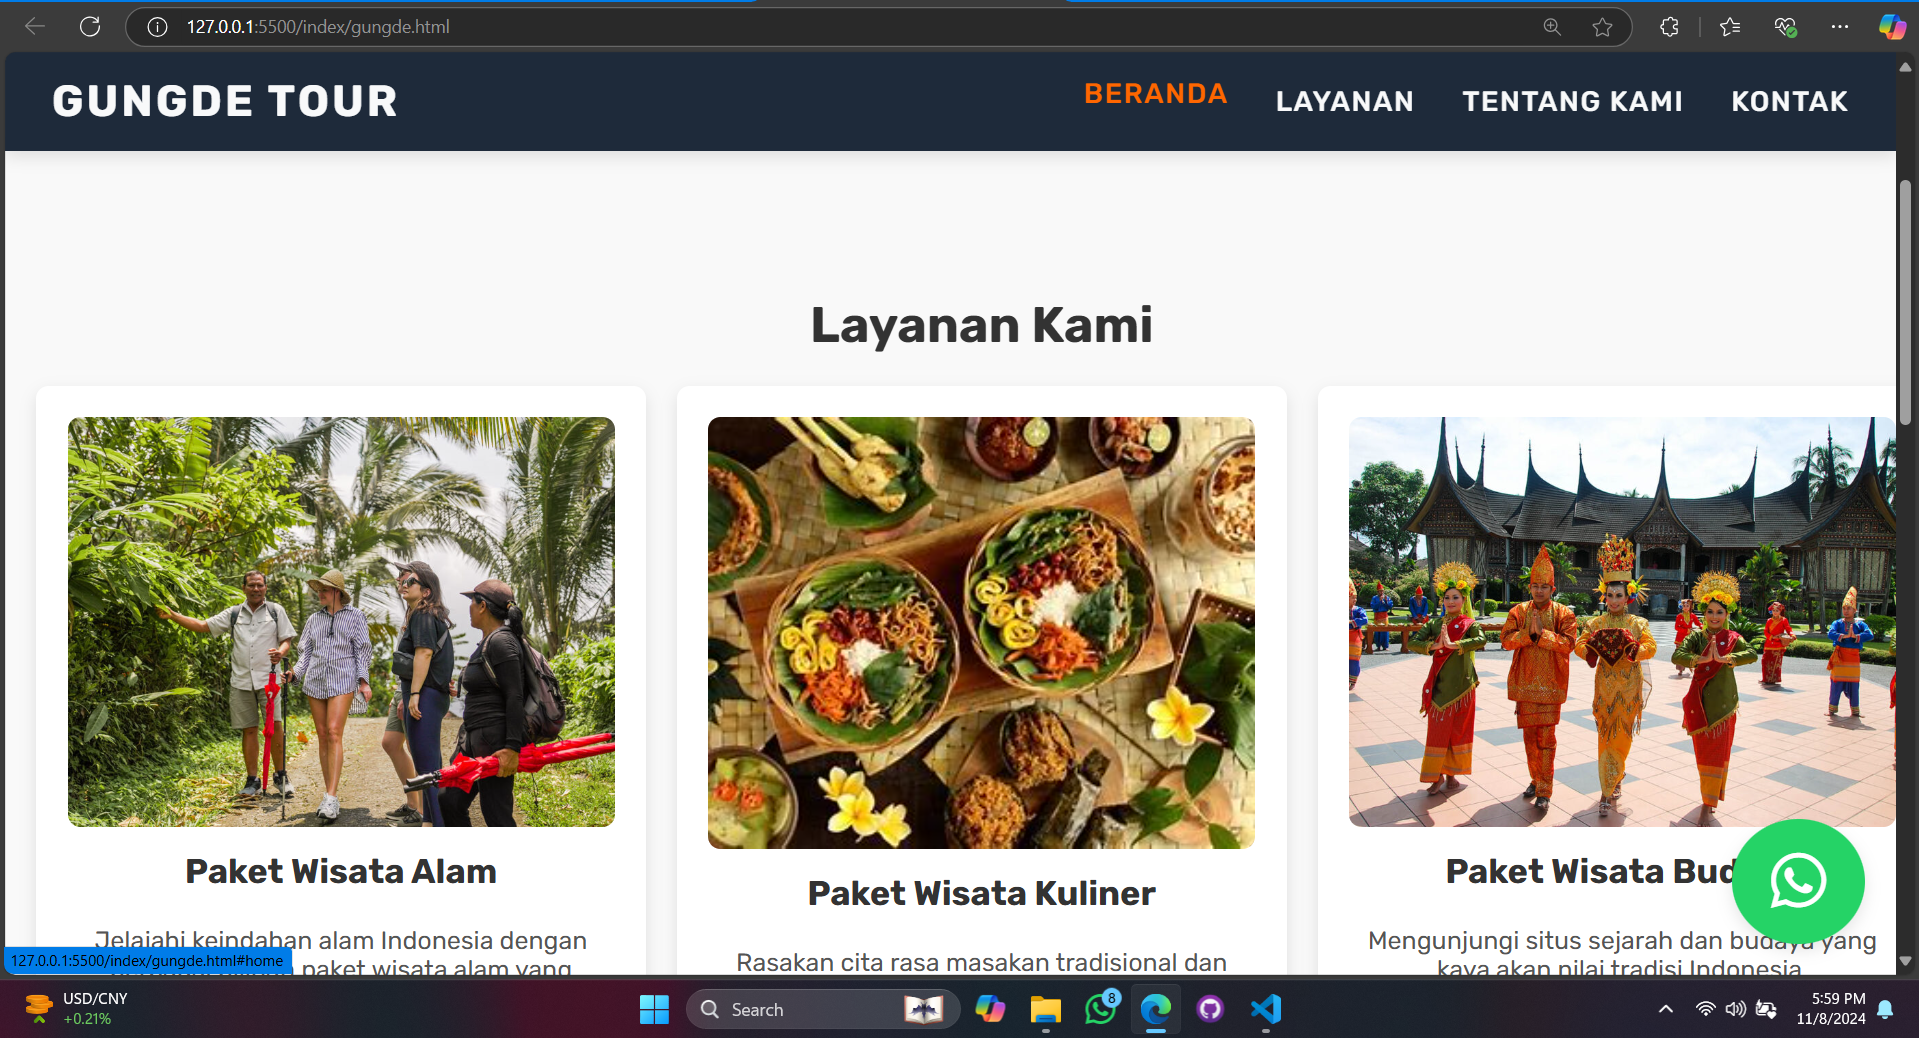 127.0.0.1:5500/index/gungde.html
GUNGDE TOUR
BERANDA
LAYANAN
TENTANG KAMI
KONTAK
Layanan Kami
Paket Wisata Alam
Jelajahi keindahan alam Indonesia dengan
paket wisata alam yang
Paket Wisata Kuliner
Rasakan cita rasa masakan tradisional dan
Paket Wisata Bud
Mengunjungi situs sejarah dan budaya yang
kaya akan nilai tradisi Indonesia.
127.0.0.1:5500/index/gungde.html#home
USD/CNY
+0.21%
Search
8
5:59 PM
11/8/2024